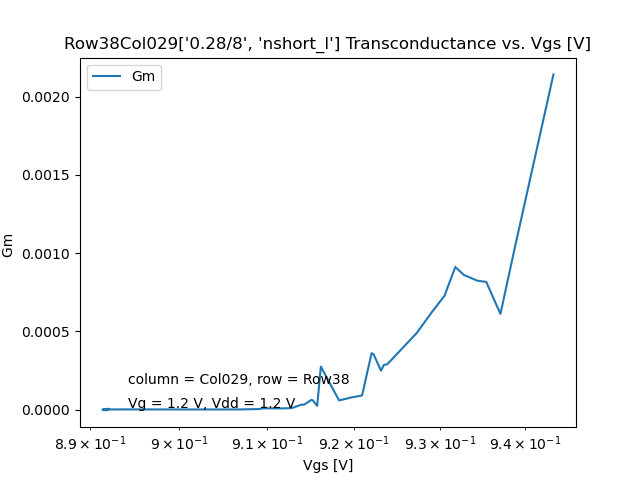 Row38Col029['0.28/8', 'nshort_l'] Transconductance vs. Vgs [V]
Gm
0.0020
0.0015
0.0010
0.0005
0.0000
Gm
column = Col029, row = Row38
Vg = 1.2 V, Vdd = 1.2 V
8.9 × 10⁻¹ 9 × 10⁻¹ 9.1 × 10⁻¹ 9.2 × 10⁻¹ 9.3 × 10⁻¹ 9.4 × 10⁻¹
Vgs [V]